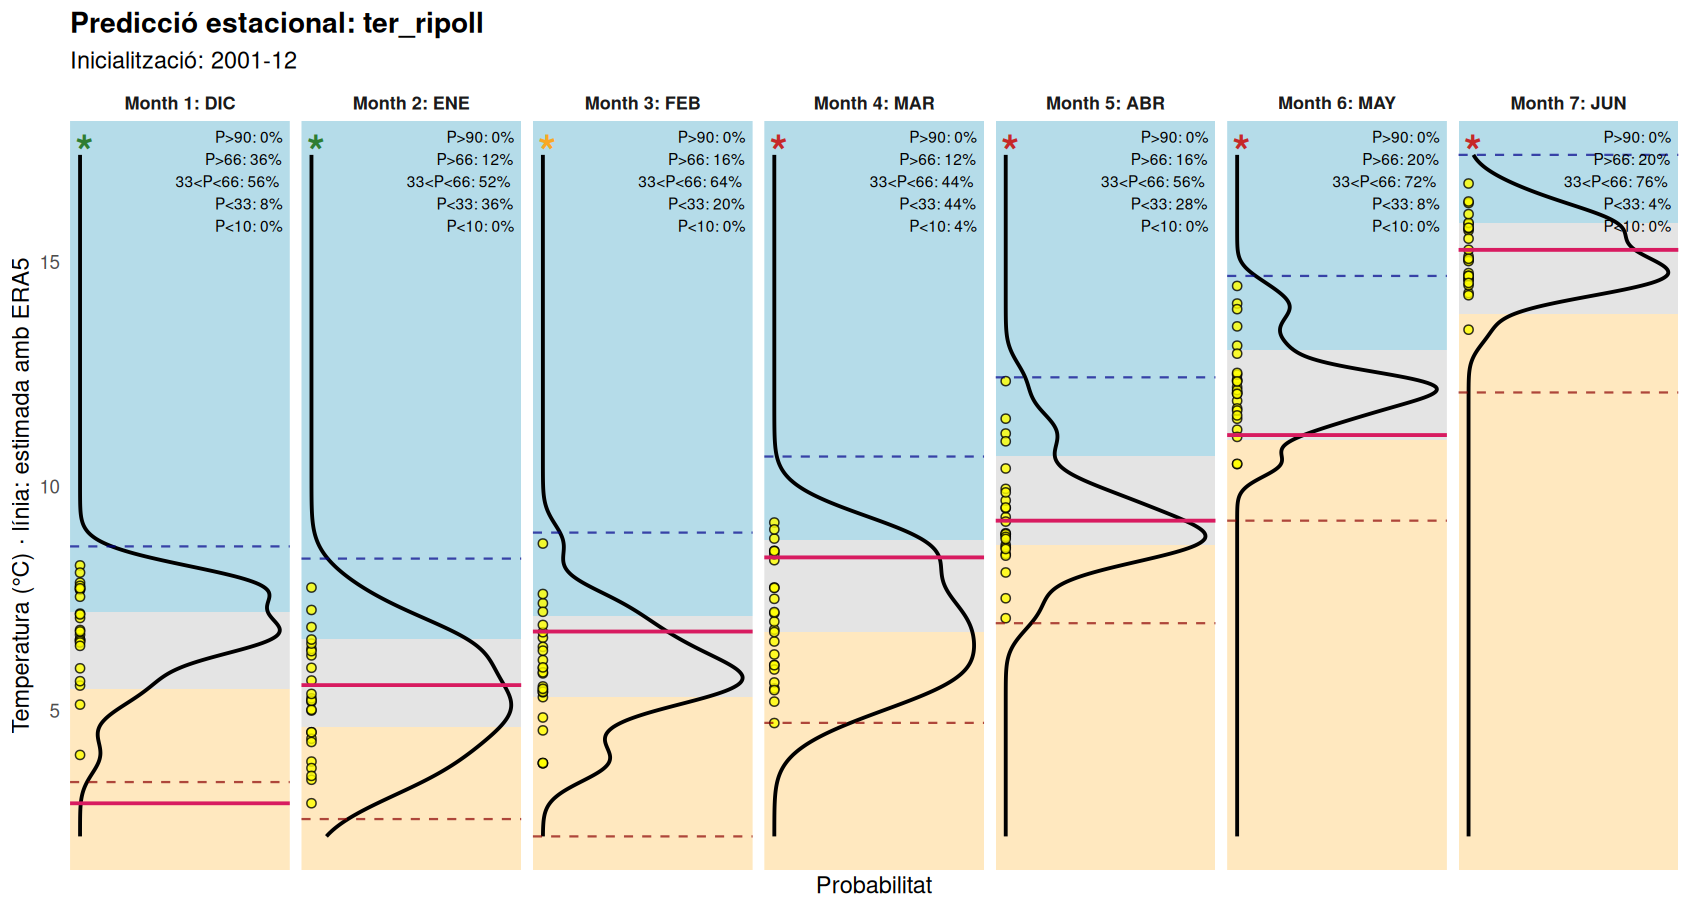 Predicció estacional: ter_ripoll
Inicialització: 2001-12
Month 1: DIC
P>90: 0%
P>66: 36%
33<P<66: 56%
P<33: 8%
P<10: 0%
Month 2: ENE
P>90: 0%
P>66: 12%
33<P<66: 52%
P<33: 36%
P<10: 0%
Month 3: FEB
P>90: 0%
P>66: 16%
33<P<66: 64%
P<33: 20%
P<10: 0%
Month 4: MAR
P>90: 0%
P>66: 12%
33<P<66: 44%
P<33: 44%
P<10: 4%
Month 5: ABR
P>90: 0%
P>66: 16%
33<P<66: 56%
P<33: 28%
P<10: 0%
Month 6: MAY
P>90: 0%
P>66: 20%
33<P<66: 72%
P<33: 8%
P<10: 0%
Month 7: JUN
P>90: 0%
P>66: 20%
33<P<66: 76%
P<33: 4%
P<10: 0%
Temperatura (°C) · línia: estimada amb ERA5
15
10
5
Probabilitat